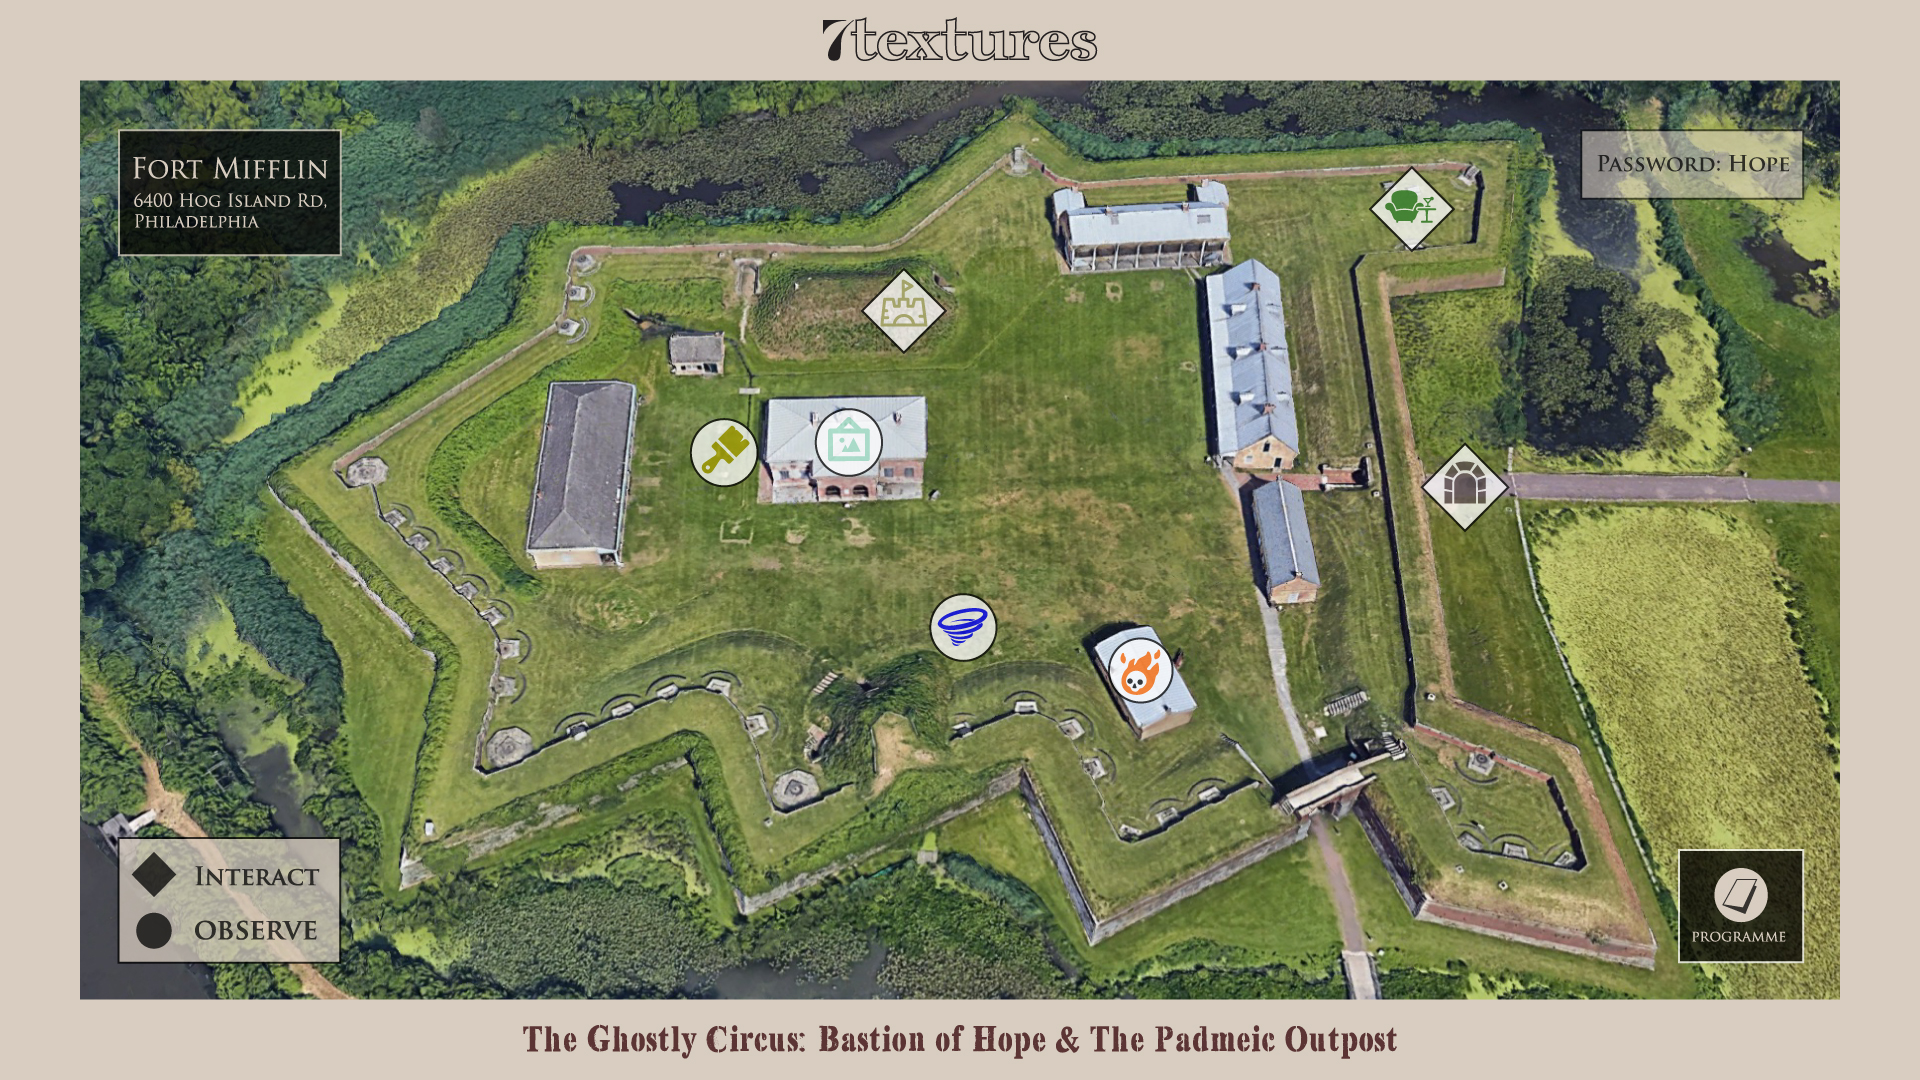 7textures
Fort Mifflin
6400 Hog Island Rd,
Philadelphia
Password: Hope
Interact
Observe
Programme
The Ghostly Circus: Bastion of Hope & The Padmeic Outpost